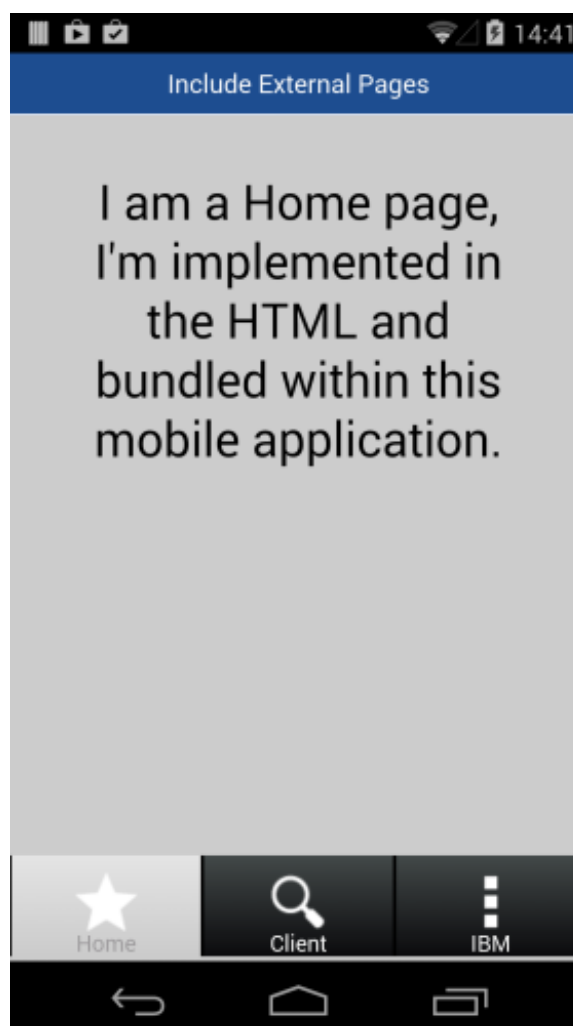 14:41
Include External Pages
I am a Home page,
I'm implemented in
the HTML and
bundled within this
mobile application.
Home
Client
IBM